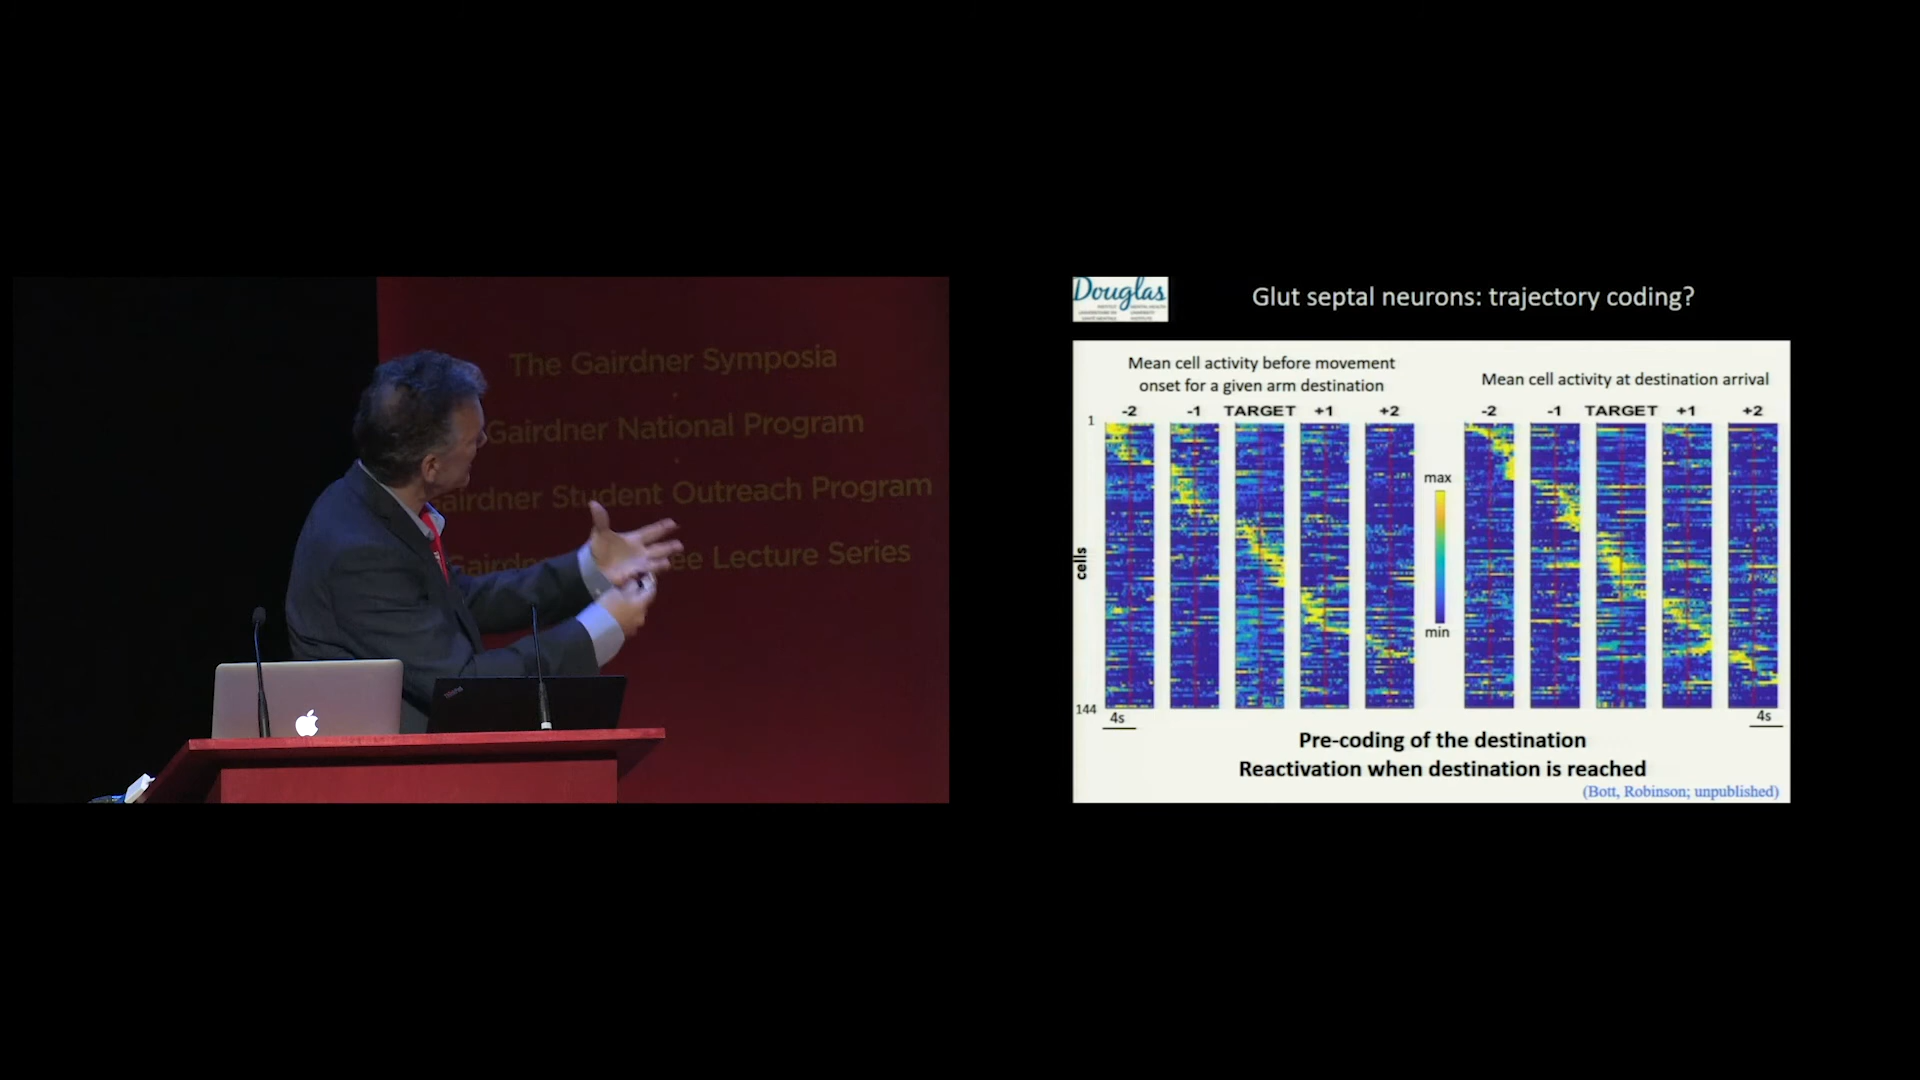 The Gairdner Symposia
Gairdner National Program
Gairdner Student Outreach Program
Lecture Series
Douglas
Glut septal neurons: trajectory coding?
Mean cell activity before movement
onset for a given arm destination
Mean cell activity at destination arrival
-2 -1 TARGET +1 +2
-2 -1 TARGET +1 +2
1
max
cells
min
144
4s
4s
Pre-coding of the destination
Reactivation when destination is reached
(Bott, Robinson; unpublished)